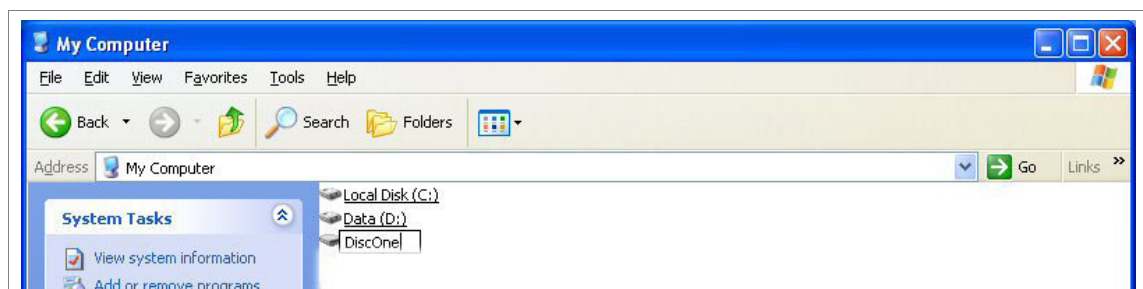 My Computer
File Edit View Favorites Tools Help
Back Search Folders
Address My Computer Go Links »
Local Disk (C:)
System Tasks
Data (D:)
DiscOne
View system information
Add or remove programs